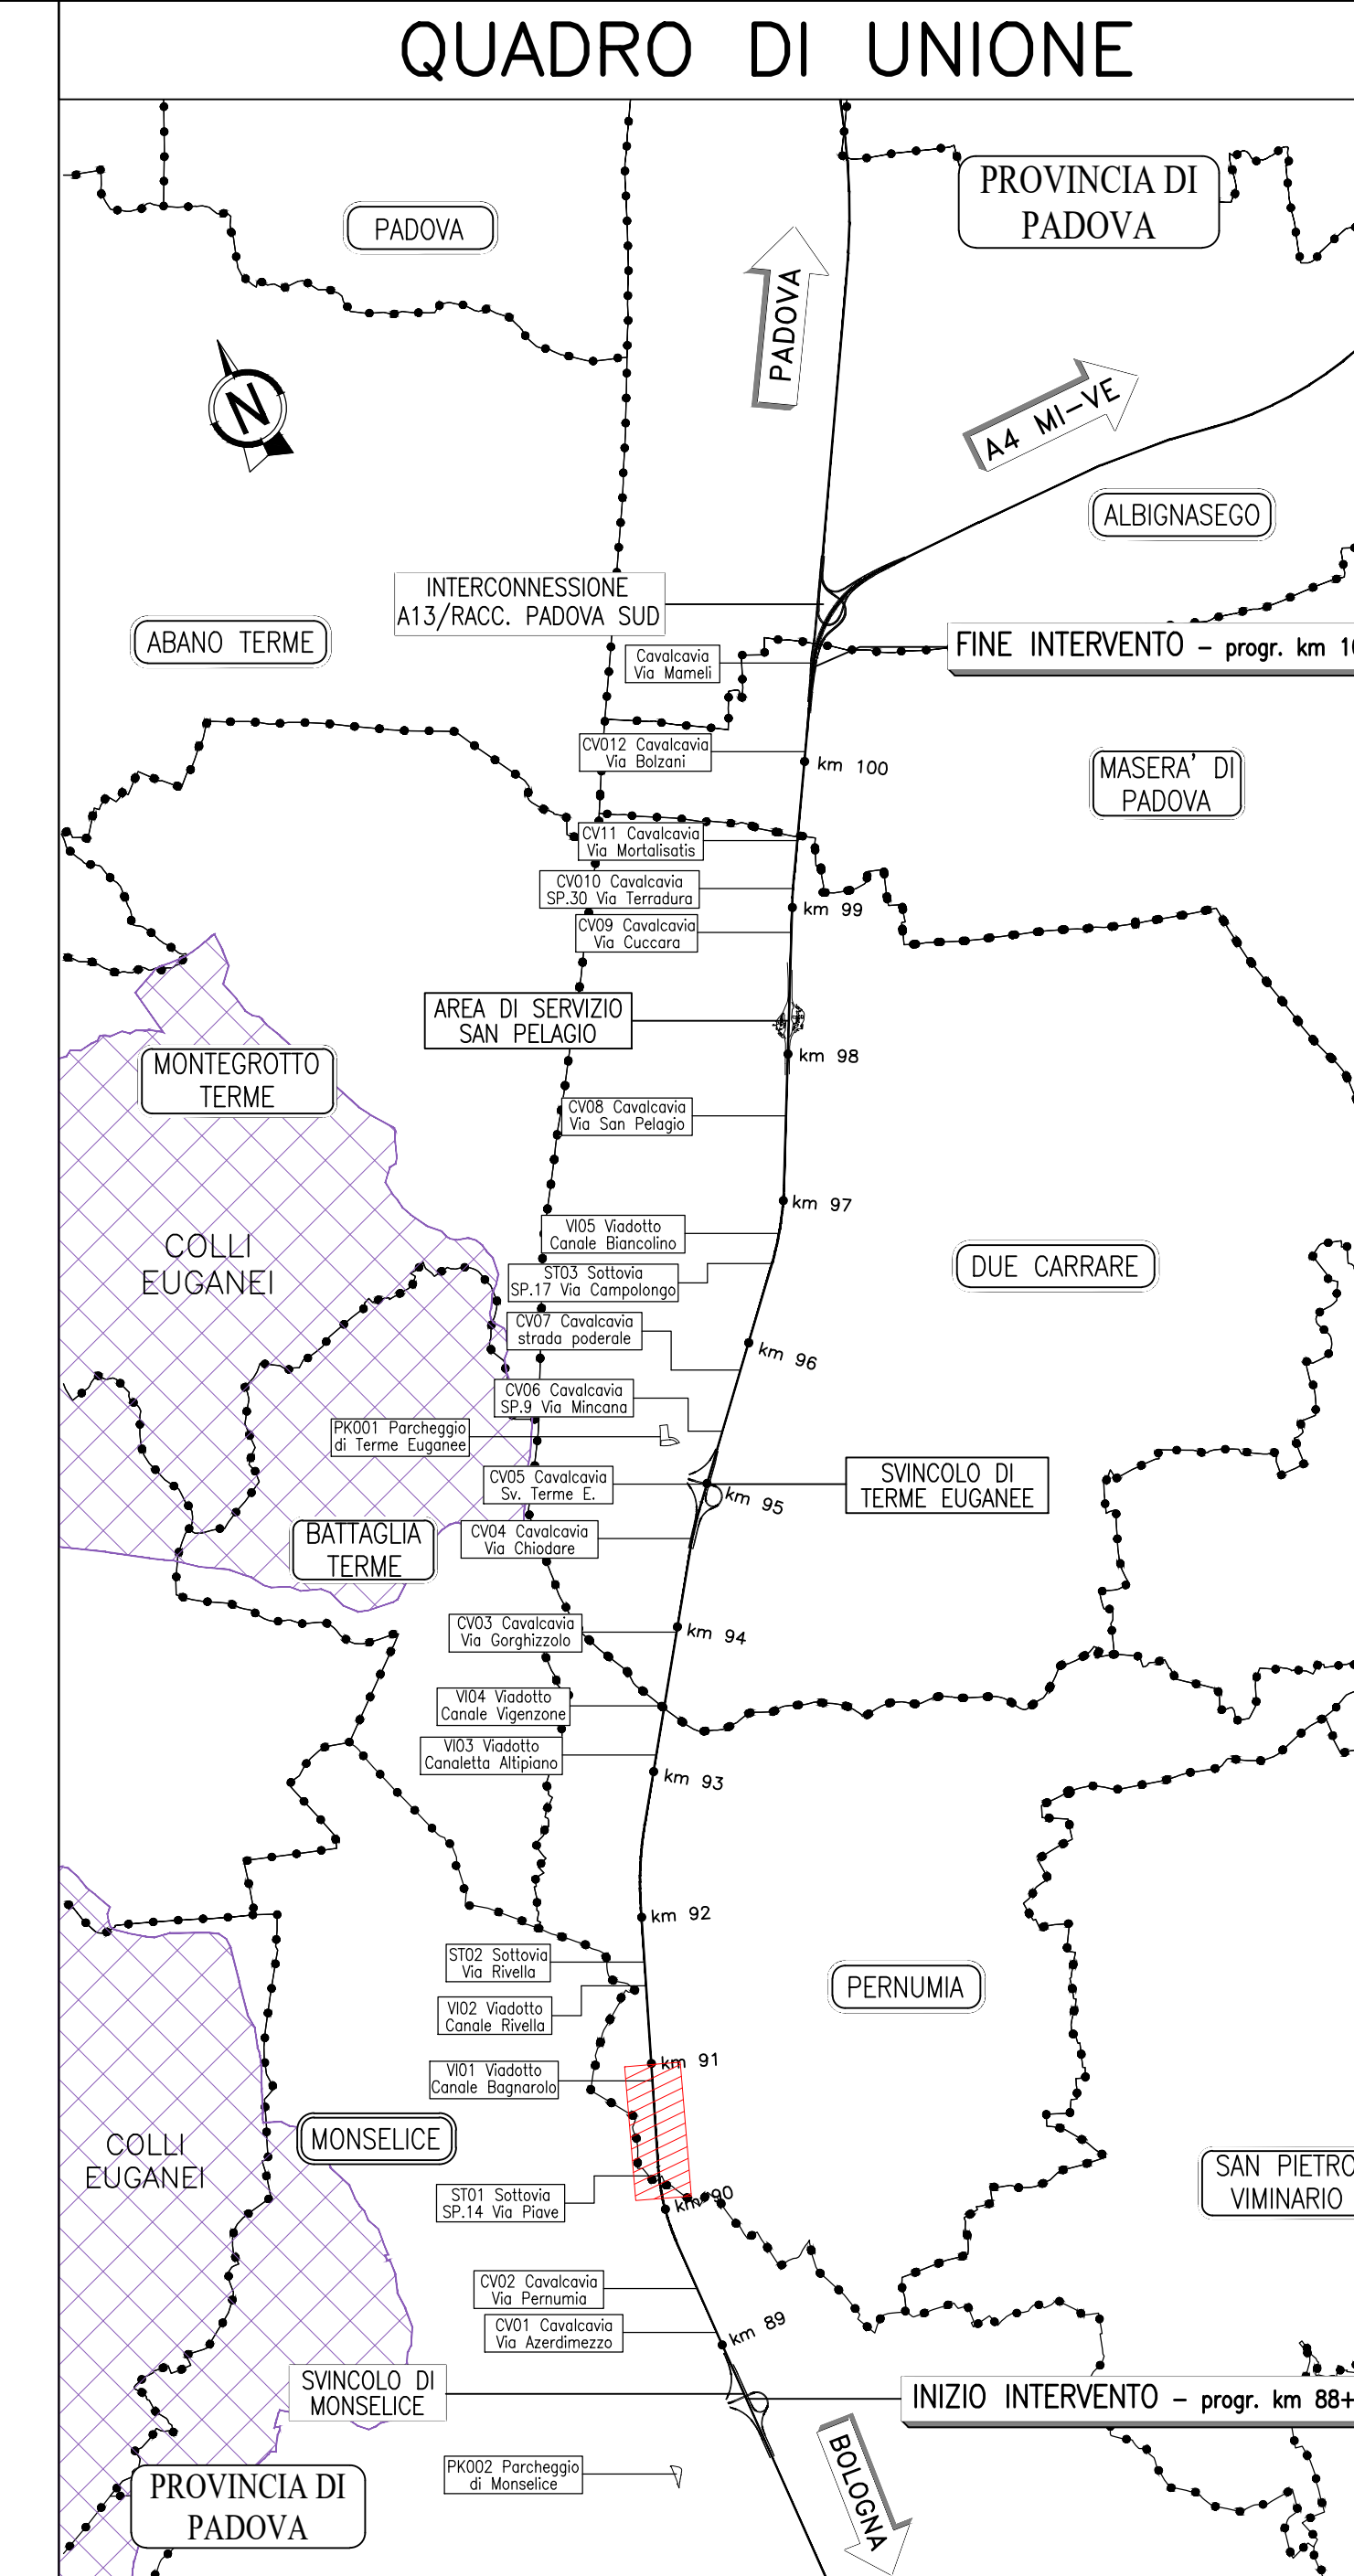 QUADRO DI UNIONE
PROVINCIA DI
PADOVA
PADOVA
PADOVA
N
A4 MI-VE
ALBIGNASEGO
INTERCONNESSIONE
A13/RACC. PADOVA SUD
ABANO TERME
FINE INTERVENTO - progr. km
Cavalcavia
Via Mameli
CV012 Cavalcavia
Via Bolzani
km 100
MASERA' DI
PADOVA
CV11 Cavalcavia
Via Mortalisatis
CV010 Cavalcavia
SP.30 Via Terradura
km 99
CV09 Cavalcavia
Via Cuccara
AREA DI SERVIZIO
SAN PELAGIO
km 98
MONTEGROTTO
TERME
CV08 Cavalcavia
Via San Pelagio
km 97
VI05 Viadotto
Canale Biancolino
COLLI
EUGANEI
DUE CARRARE
ST03 Sottovia
SP.17 Via Campolongo
CV07 Cavalcavia
strada poderale
km 96
CV06 Cavalcavia
SP.9 Via Mincana
PK001 Parcheggio
di Terme Euganee
CV05 Cavalcavia
Sv. Terme E.
km 95
SVINCOLO DI
TERME EUGANEE
CV04 Cavalcavia
Via Chiodare
BATTAGLIA
TERME
CV03 Cavalcavia
Via Gorghizzolo
km 94
VI04 Viadotto
Canale Vigenzone
VI03 Viadotto
Canaletta Altipiano
km 93
km 92
ST02 Sottovia
Via Rivella
PERNUMIA
VI02 Viadotto
Canale Rivella
km 91
VI01 Viadotto
Canale Bagnarolo
MONSELICE
COLLI
EUGANEI
SAN PIETRO
VIMINARIO
ST01 Sottovia
SP.14 Via Piave
km 90
CV02 Cavalcavia
Via Pernumia
CV01 Cavalcavia
Via Azerdimezzo
km 89
SVINCOLO DI
MONSELICE
INIZIO INTERVENTO - progr. km 88+
BOLOGNA
PK002 Parcheggio
di Monselice
PROVINCIA DI
PADOVA